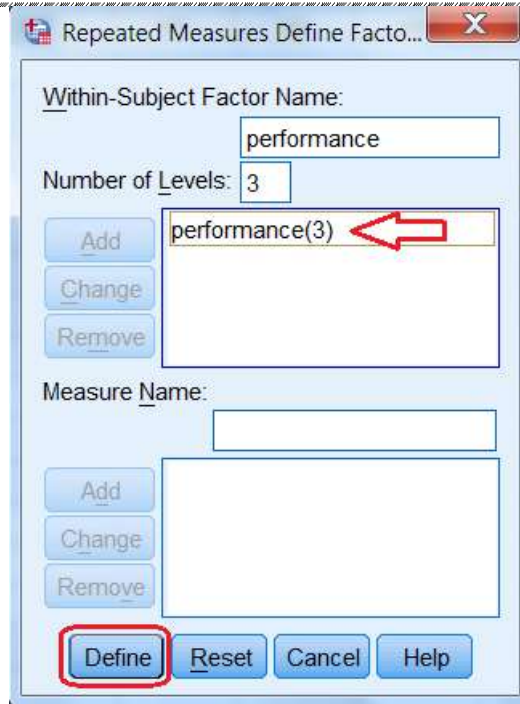 Repeated Measures Define Facto... X
Within-Subject Factor Name:
performance
Number of Levels: 3
Add
performance(3)
Change
Remove
Measure Name:
Add
Change
Remove
Define Reset Cancel Help